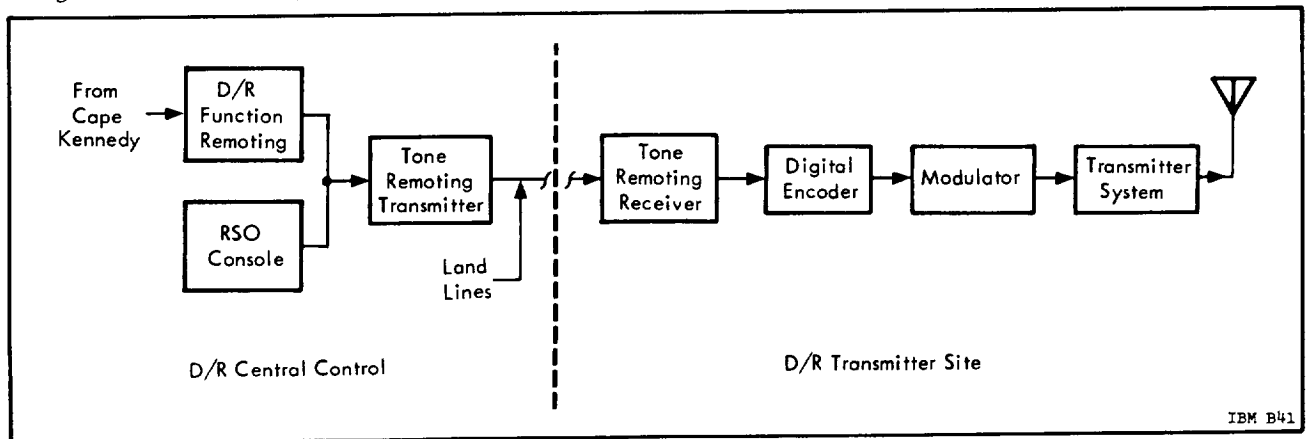 From
Cape
Kennedy
D/R
Function
Remoting
RSO
Console
Tone
Remoting
Transmitter
Land
Lines
Tone
Remoting
Receiver
Digital
Encoder
Modulator
Transmitter
System
D/R Central Control
D/R Transmitter Site
IBM B41